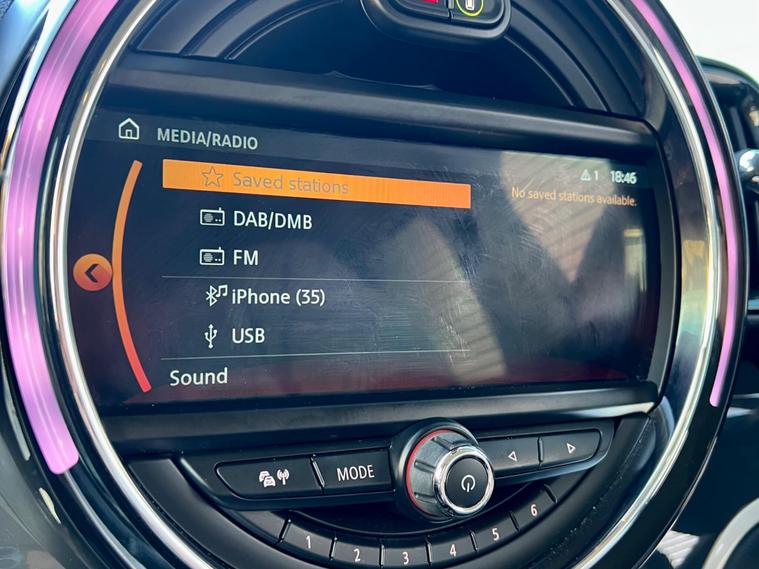 MEDIA/RADIO
1 18:46
Saved stations
No saved stations available.
DAB/DMB
FM
iPhone (35)
USB
Sound
MODE
1 2 3 4 5 6